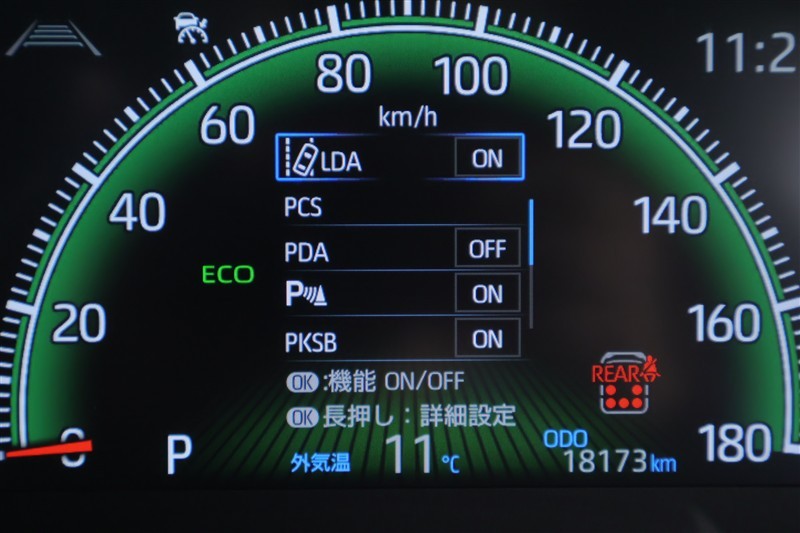 11:2
80
100
km/h
60
120
LDA ON
40
PCS
140
PDA OFF
ECO
P ON
20
160
PKSB ON
REAR
OK:機能 ON/OFF
OK長押し：詳細設定
0
P
外気温 11℃
ODO
18173km
180